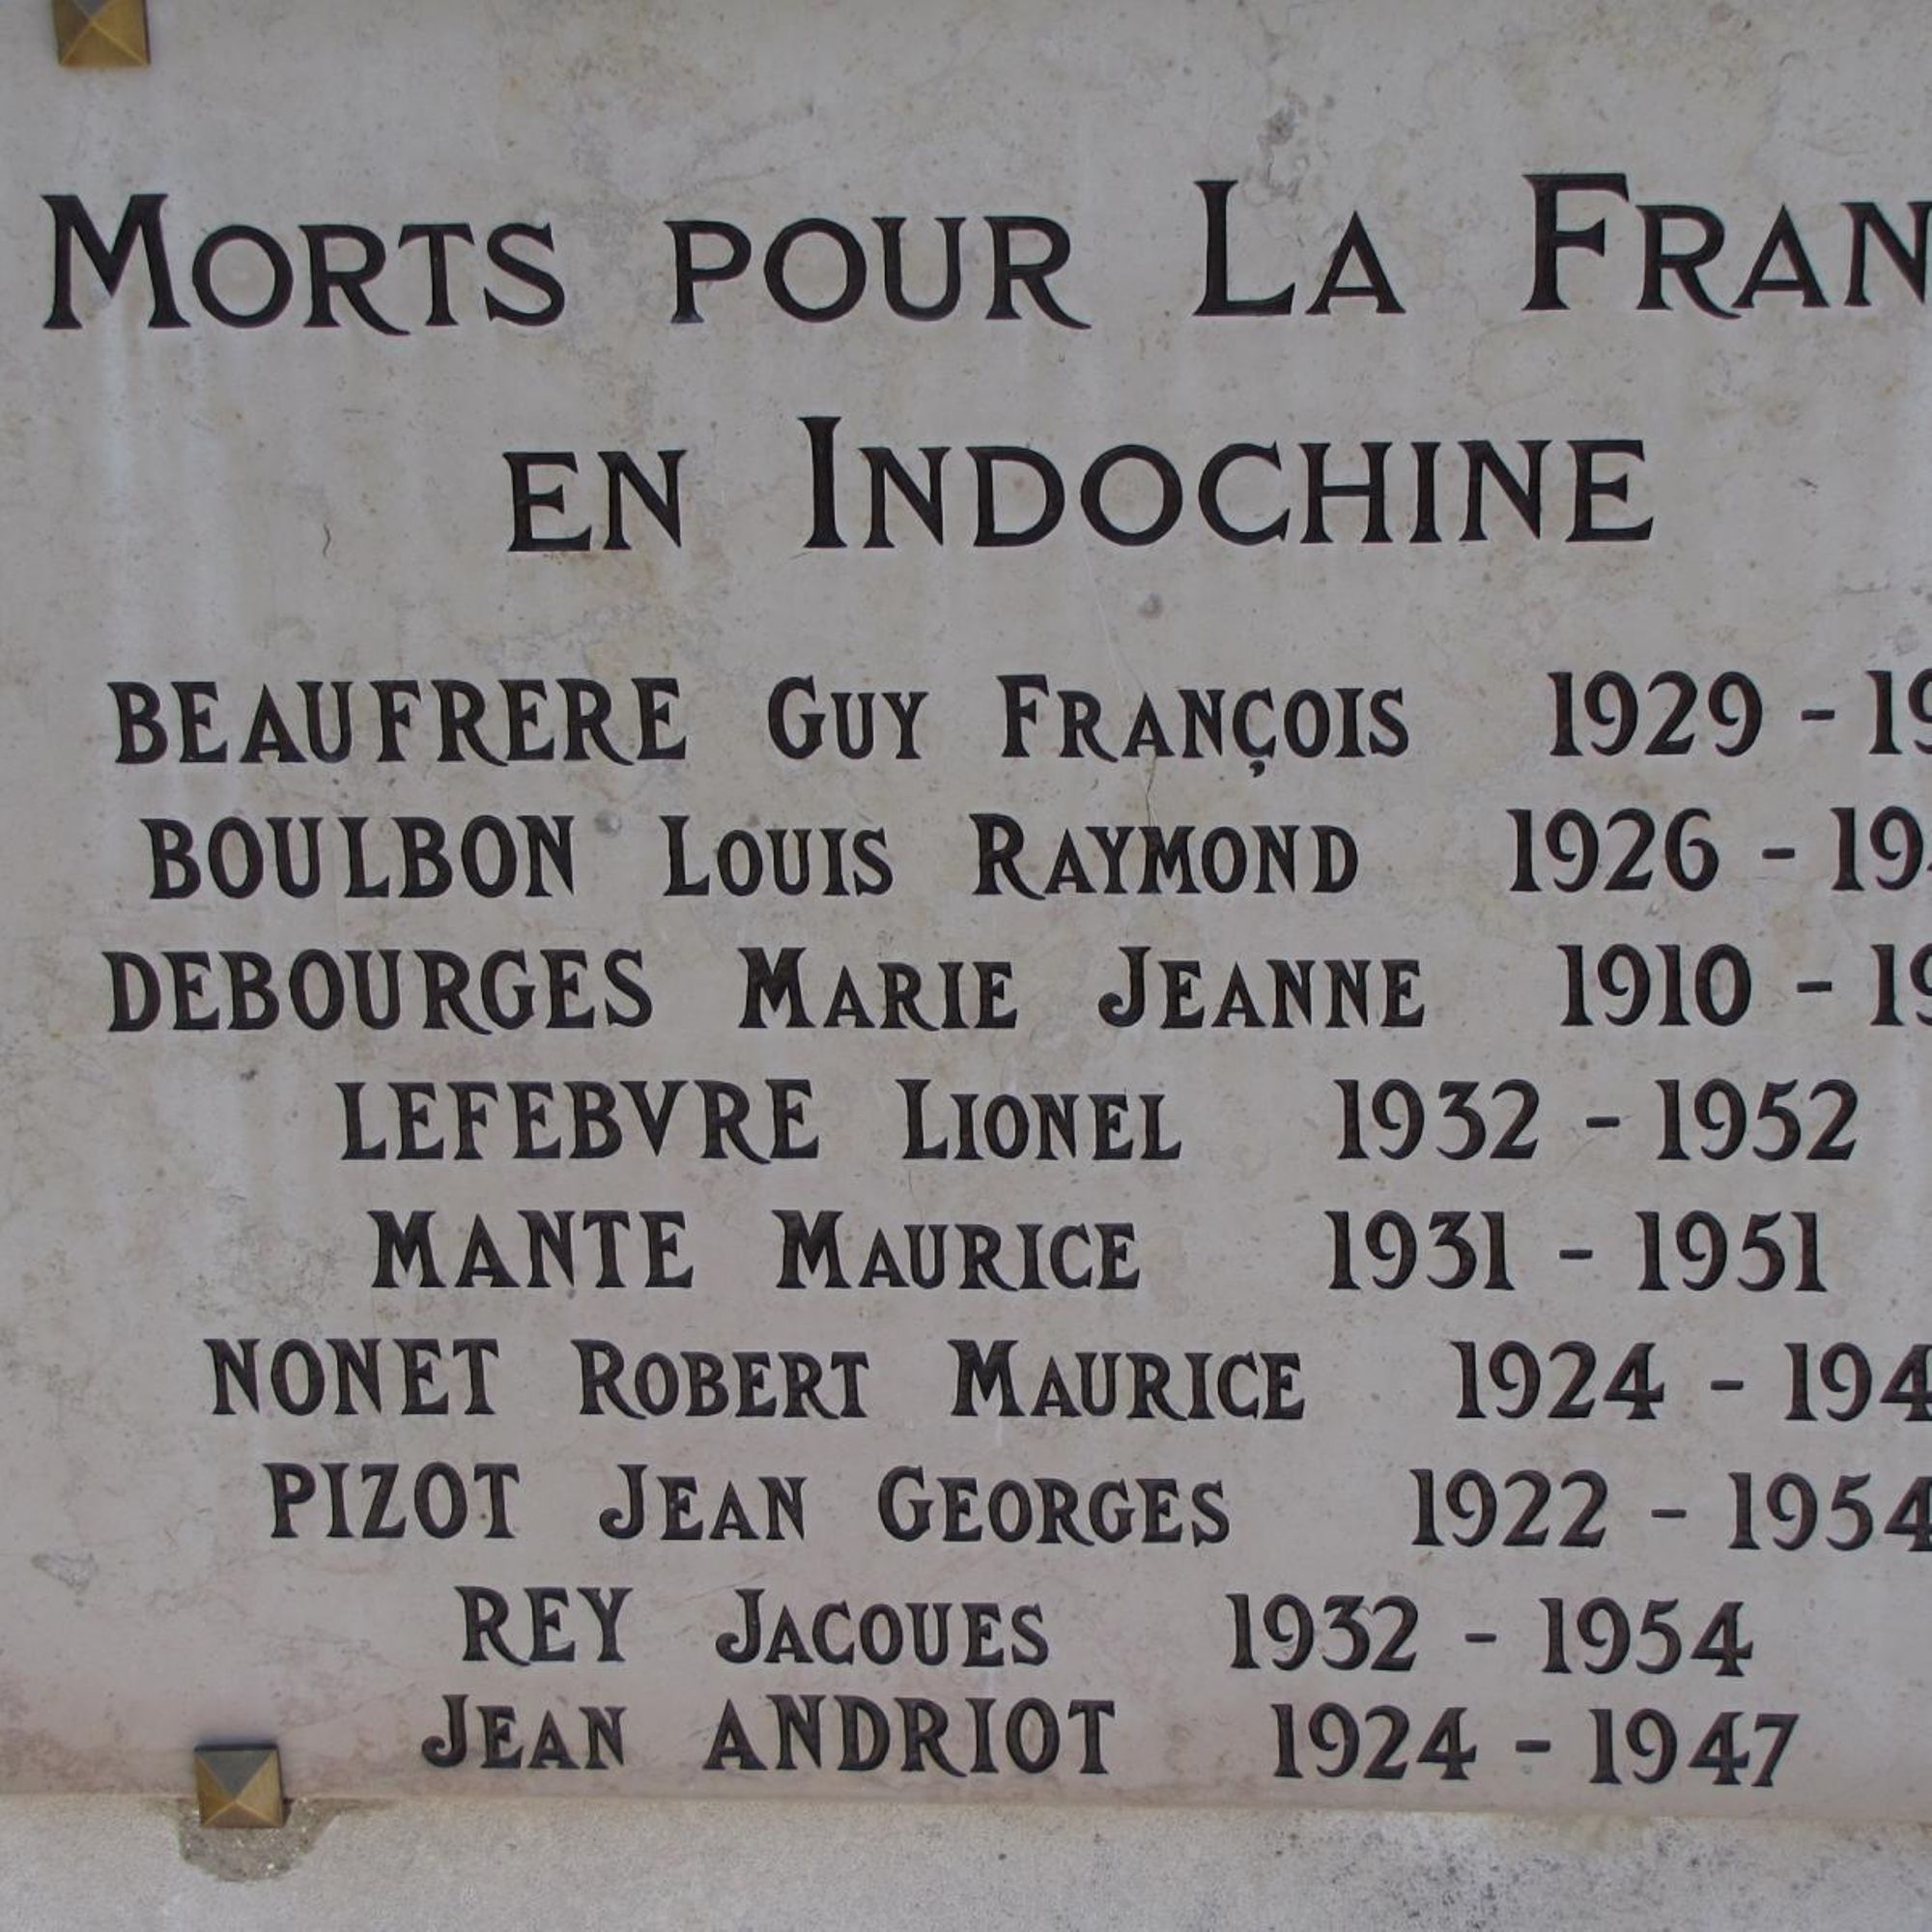 MORTS POUR LA FRAN
EN INDOCHINE
BEAUFRERE GUY FRANÇOIS 1929 - 19
BOULBON LOUIS RAYMOND 1926 - 19
DEBOURGES MARIE JEANNE 1910 - 19
LEFEBVRE LIONEL 1932 - 1952
MANTE MAURICE 1931 - 1951
NONET ROBERT MAURICE 1924 - 194
PIZOT JEAN GEORGES 1922 - 1954
REY JACOUES 1932 - 1954
JEAN ANDRIOT 1924 - 1947